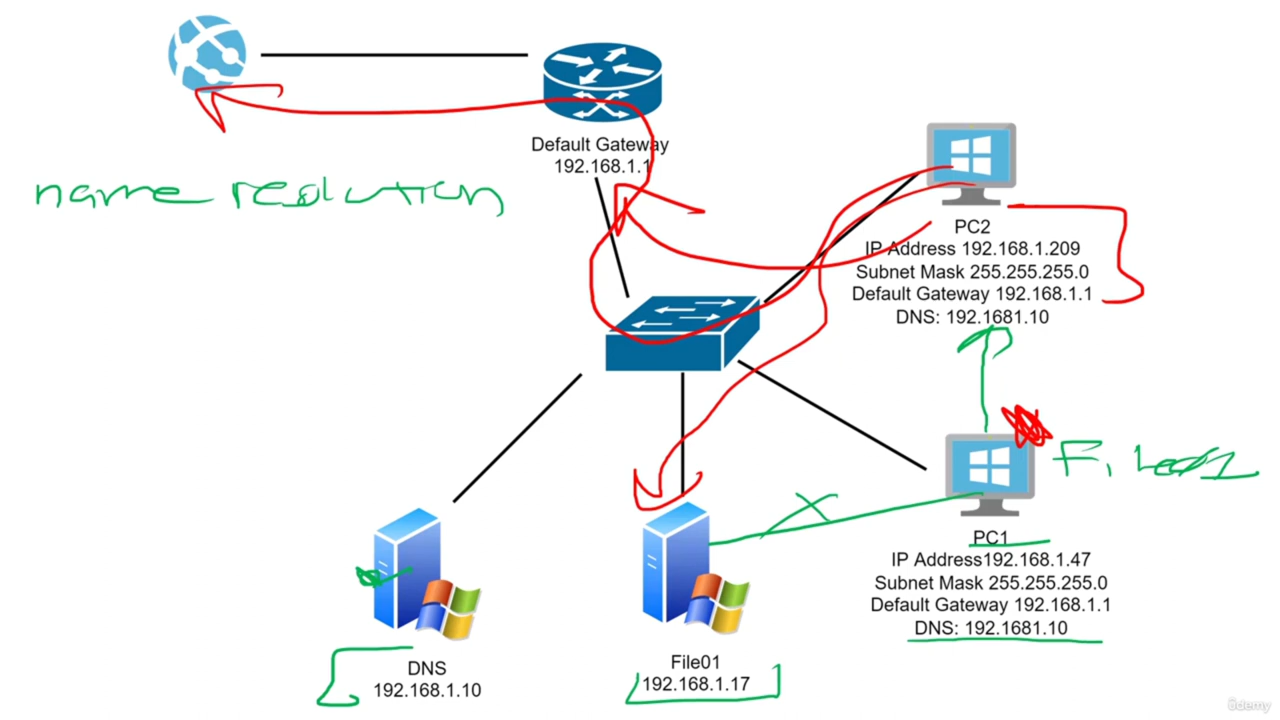 Default Gateway
192.168.1.1
name resolution
PC2
IP Address 192.168.1.209
Subnet Mask 255.255.255.0
Default Gateway 192.168.1.1
DNS: 192.1681.10
PC1
IP Address192.168.1.47
Subnet Mask 255.255.255.0
Default Gateway 192.168.1.1
DNS: 192.1681.10
DNS
192.168.1.10
File01
192.168.1.17
ûdemy